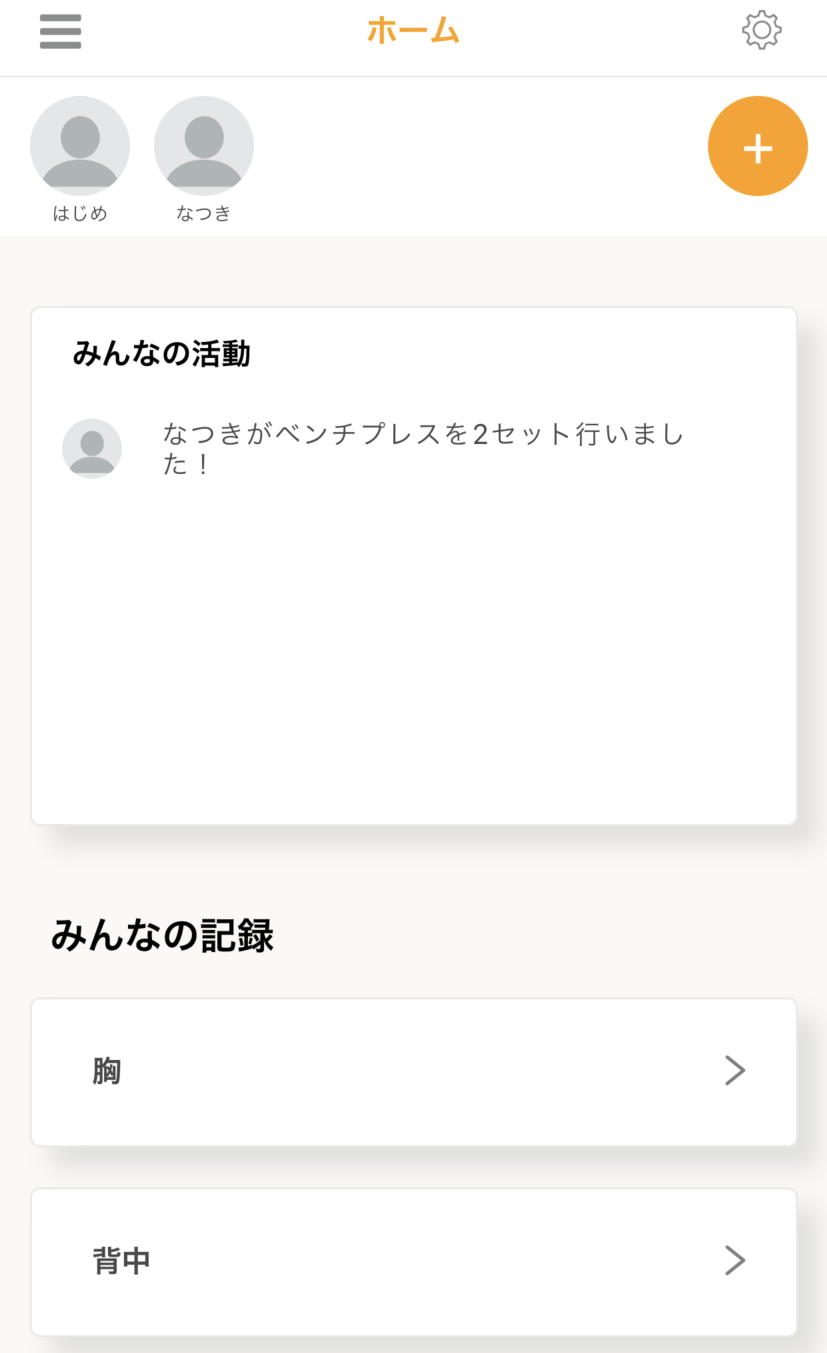 ホーム
はじめ
なつき
みんなの活動
なつきがベンチプレスを2セット行いまし
た！
みんなの記録
胸
背中